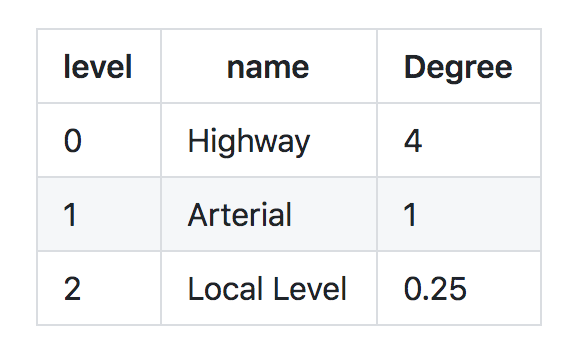 level name Degree
0 Highway 4
1 Arterial 1
2 Local Level 0.25